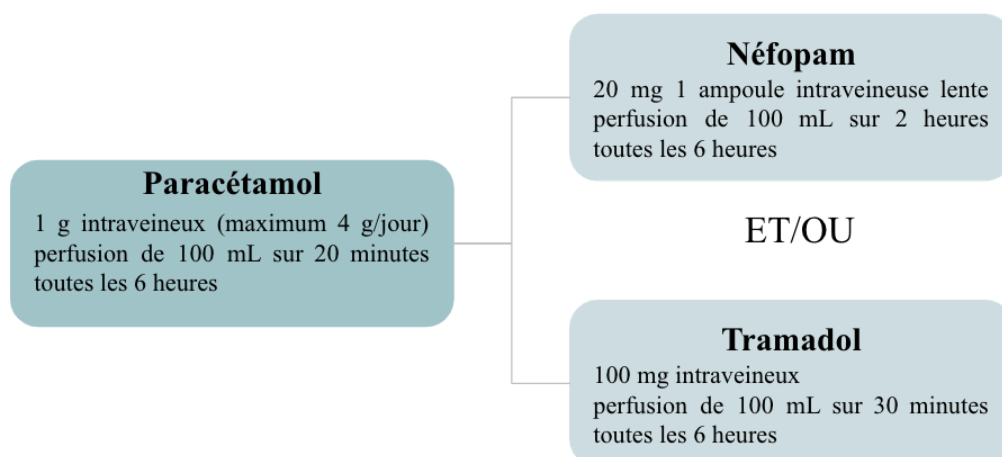 Paracétamol
1 g intraveineux (maximum 4 g/jour)
perfusion de 100 mL sur 20 minutes
toutes les 6 heures
Néfopam
20 mg 1 ampoule intraveineuse lente
perfusion de 100 mL sur 2 heures
toutes les 6 heures
ET/OU
Tramadol
100 mg intraveineux
perfusion de 100 mL sur 30 minutes
toutes les 6 heures